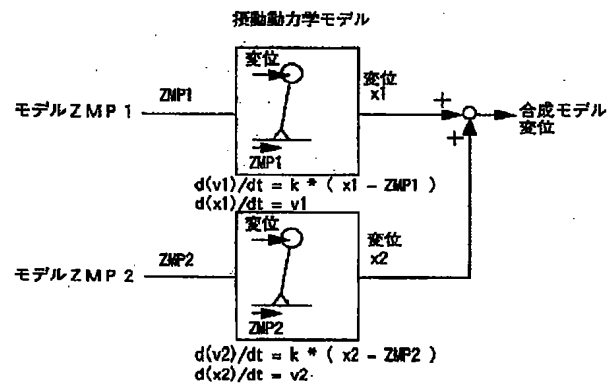 摂動動力学モデル
モデルZMP1
ZMP1
変位
ZMP1
変位
x1
+
+
合成モデル
変位
d(v1)/dt = k * ( x1 - ZMP1 )
d(x1)/dt = v1
モデルZMP2
ZMP2
変位
ZMP2
変位
x2
d(v2)/dt = k * ( x2 - ZMP2 )
d(x2)/dt = v2